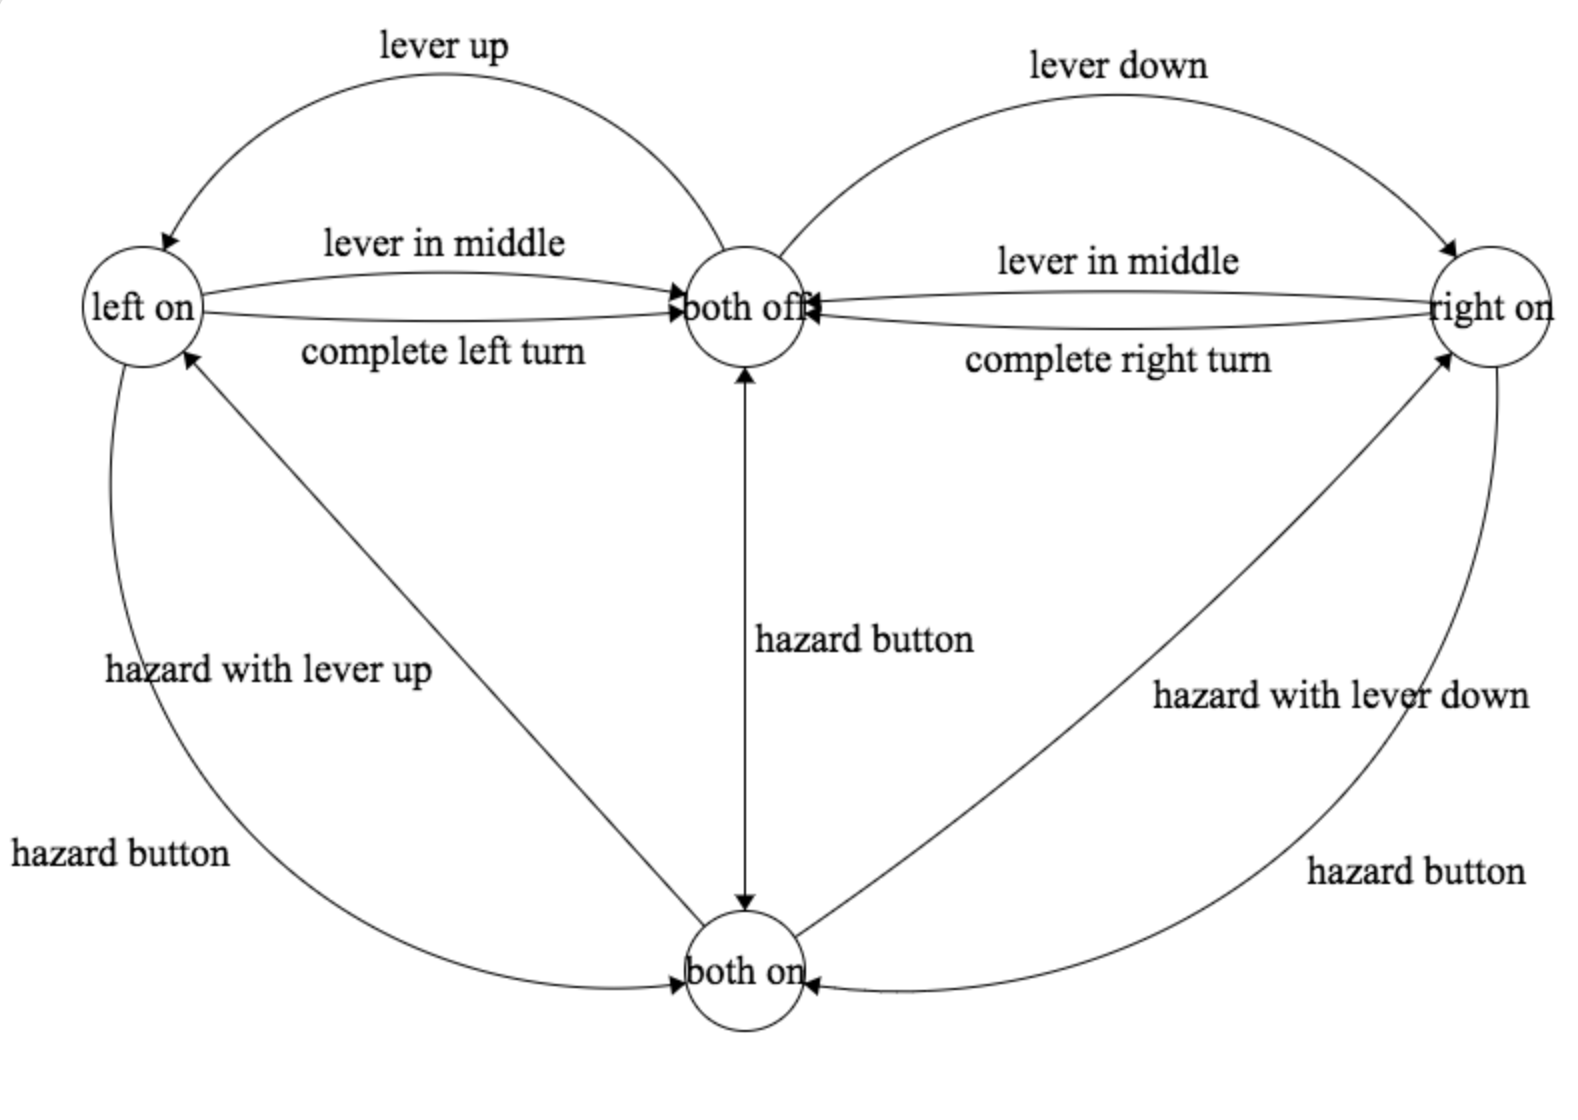 lever up
lever down
lever in middle
lever in middle
left on
both off
right on
complete left turn
complete right turn
hazard button
hazard with lever up
hazard with lever down
hazard button
hazard button
both on